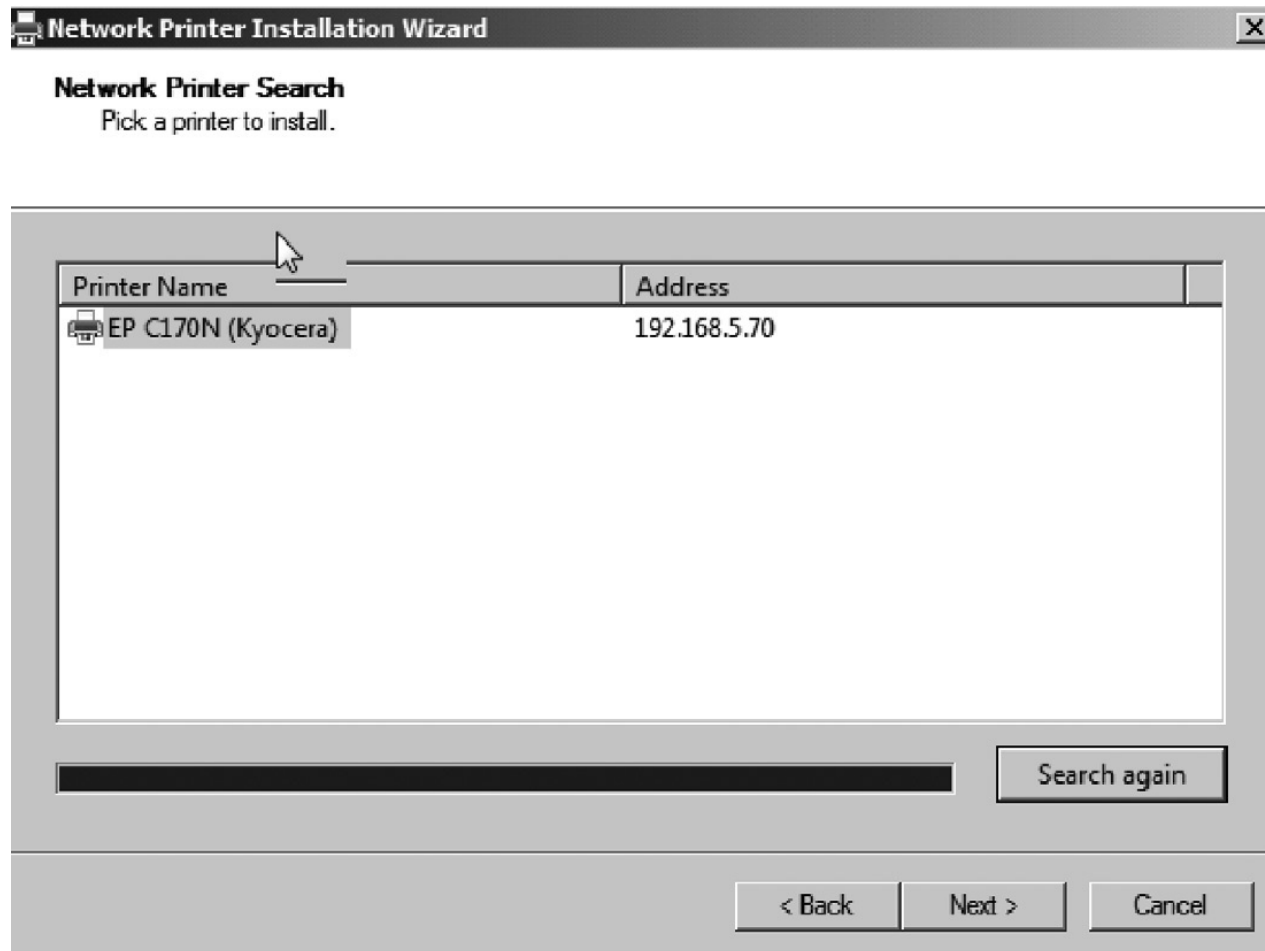 Network Printer Installation Wizard
Network Printer Search
Pick a printer to install.
Printer Name Address
EP C170N (Kyocera) 192.168.5.70
Search again
< Back Next > Cancel